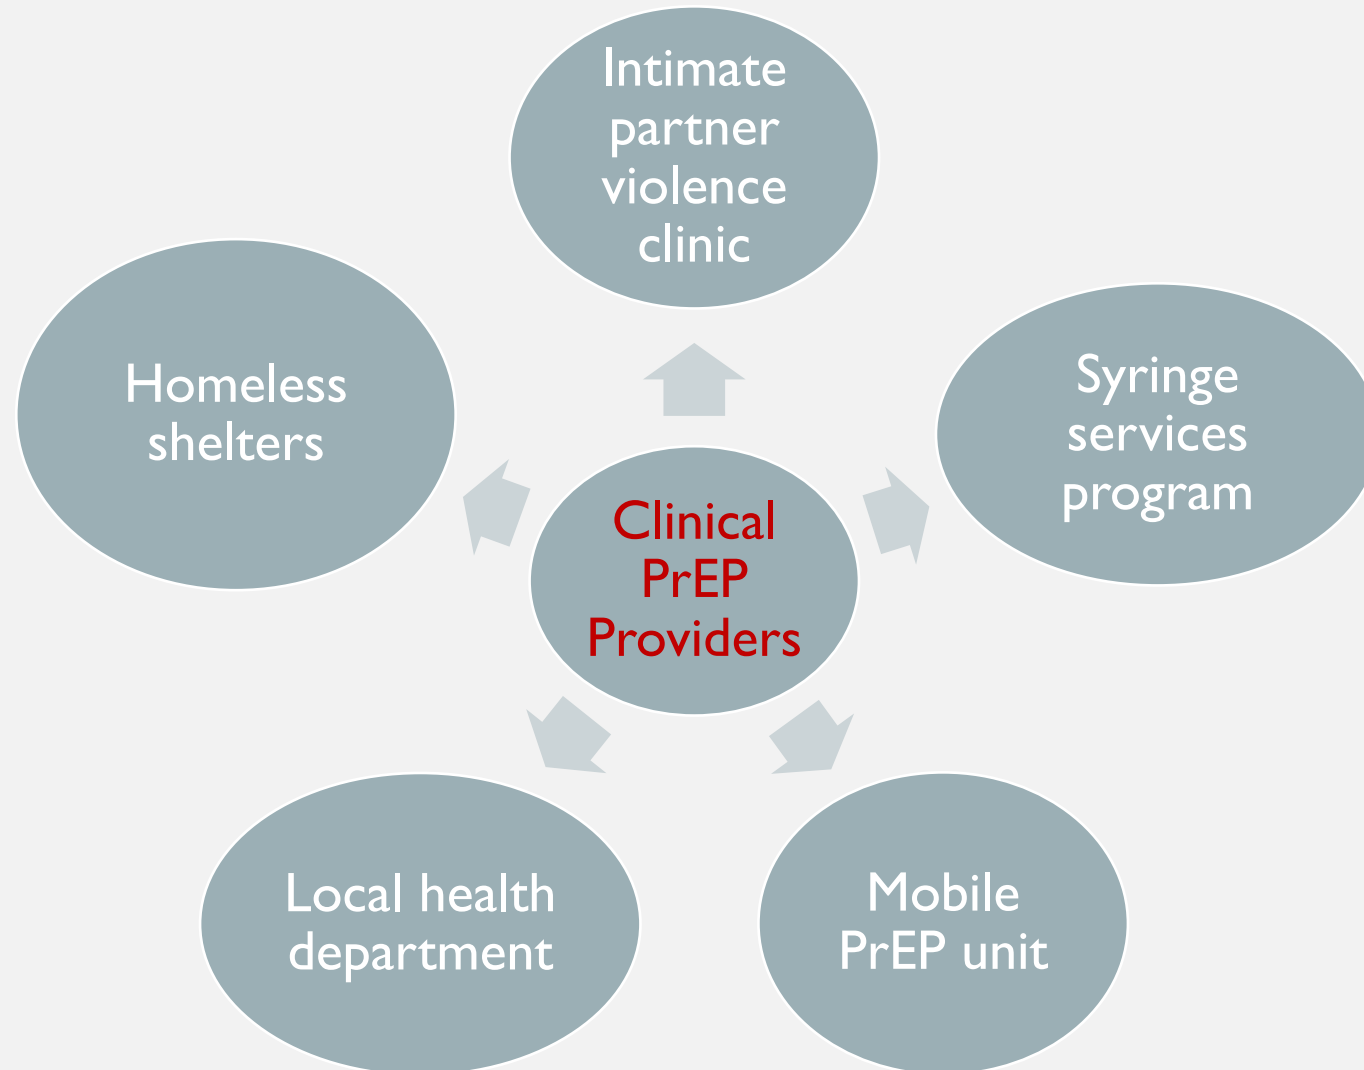 Intimate
partner
violence
clinic
Homeless
shelters
Syringe
services
program
Clinical
PrEP
Providers
Local health
department
Mobile
PrEP unit